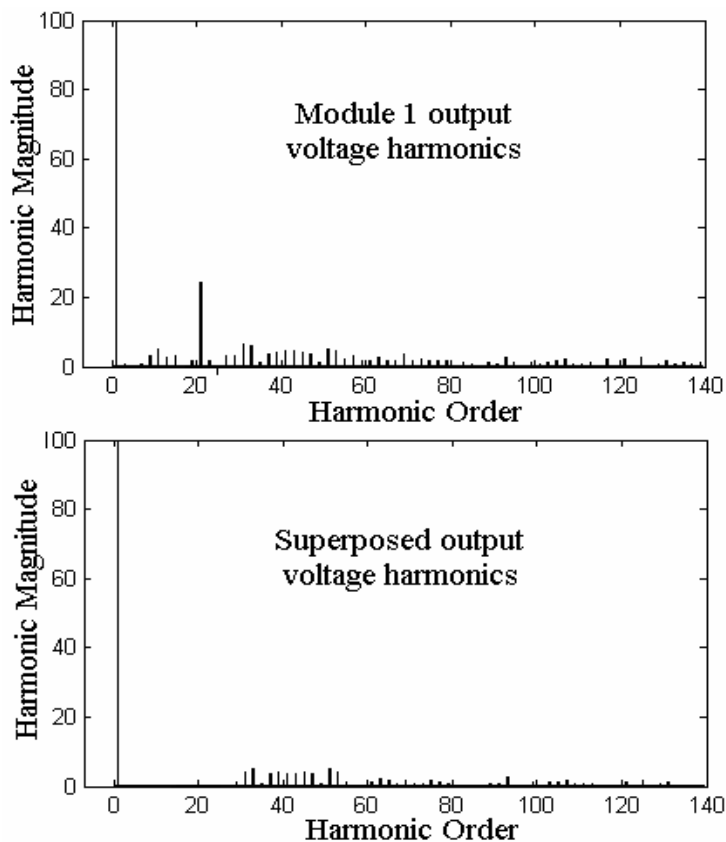 100
80
60
40
20
0
Harmonic Magnitude
Module 1 output
voltage harmonics
0 20 40 60 80 100 120 140
Harmonic Order
100
80
60
40
20
0
Harmonic Magnitude
Superposed output
voltage harmonics
0 20 40 60 80 100 120 140
Harmonic Order